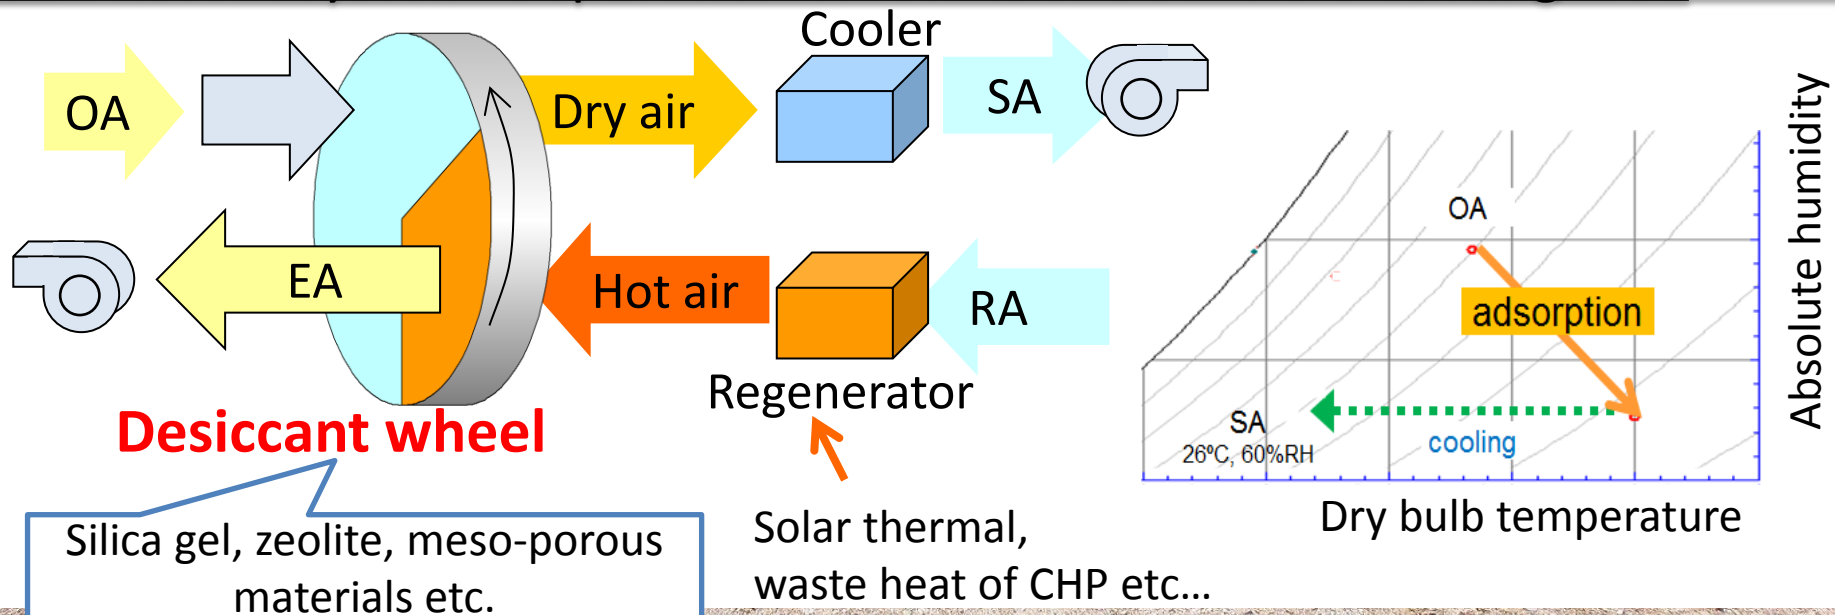 Cooler
OA
Dry air
SA
EA
Hot air
RA
Regenerator
Desiccant wheel
Silica gel, zeolite, meso-porous
materials etc.
Solar thermal,
waste heat of CHP etc...
OA
adsorption
SA
26ºC, 60%RH
cooling
Dry bulb temperature
Absolute humidity